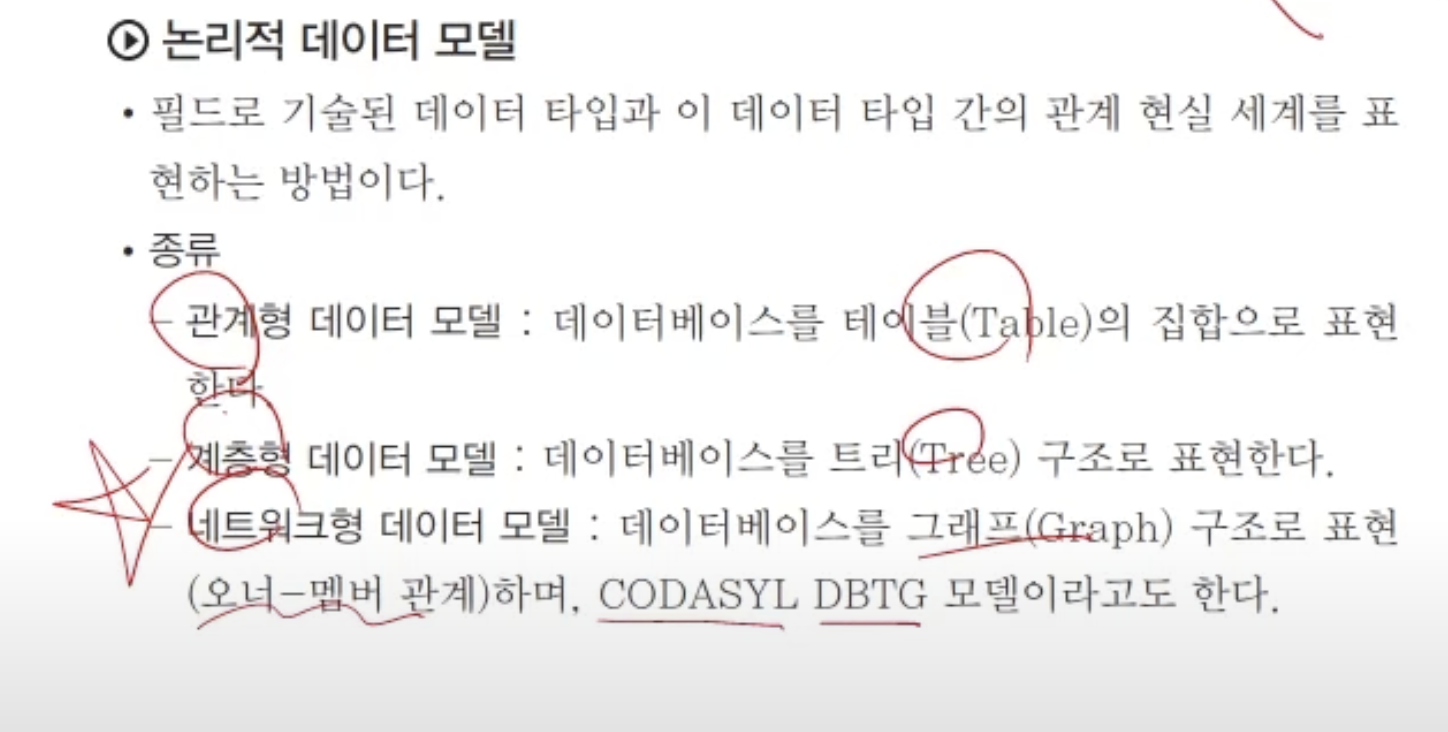 논리적 데이터 모델
• 필드로 기술된 데이터 타입과 이 데이터 타입 간의 관계 현실 세계를 표
현하는 방법이다.
• 종류
– 관계형 데이터 모델 : 데이터베이스를 테이블(Table)의 집합으로 표현
한다.
– 계층형 데이터 모델 : 데이터베이스를 트리(Tree) 구조로 표현한다.
– 네트워크형 데이터 모델 : 데이터베이스를 그래프(Graph) 구조로 표현
(오너-멤버 관계)하며, CODASYL DBTG 모델이라고도 한다.